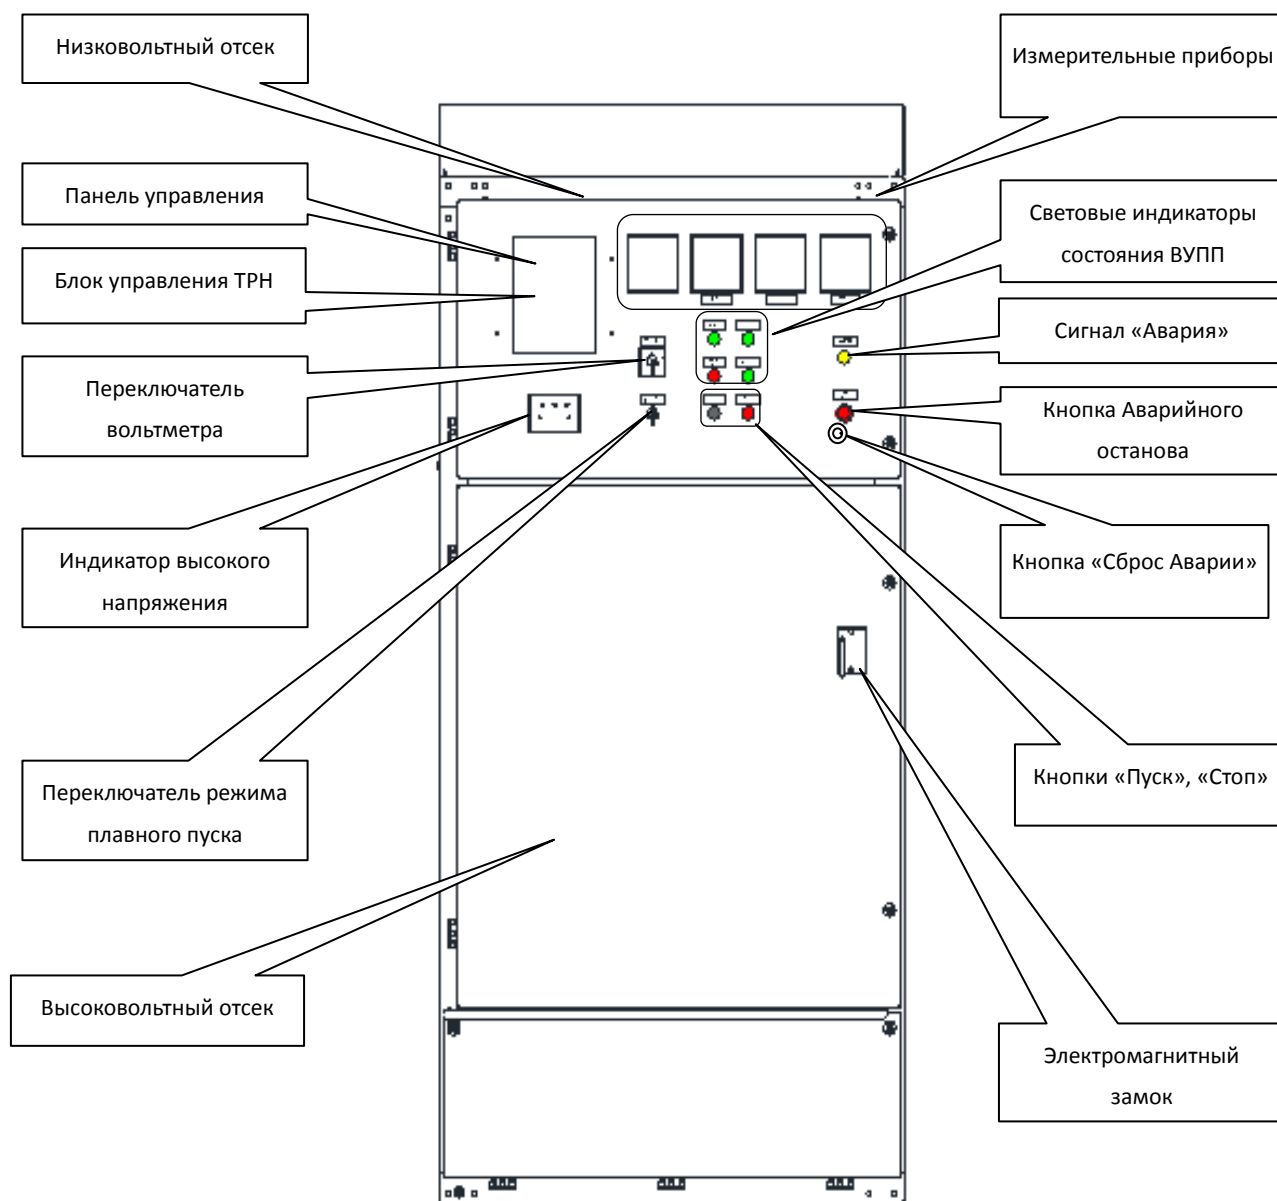 Низковольтный отсек
Измерительные приборы
Панель управления
Световые индикаторы
состояния ВУПП
Блок управления ТРН
Сигнал «Авария»
Переключатель
вольтметра
Кнопка Аварийного
останова
Индикатор высокого
напряжения
Кнопка «Сброс Аварии»
Переключатель режима
плавного пуска
Кнопки «Пуск», «Стоп»
Высоковольтный отсек
Электромагнитный
замок